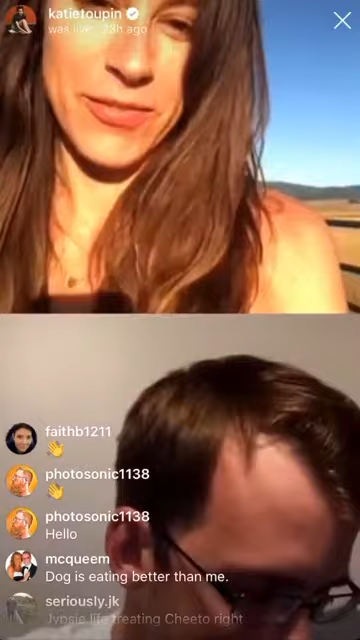 katietoupin
was live · 23h ago
faithb1211
👋
photosonic1138
👋
photosonic1138
Hello
mcqueem
Dog is eating better than me.
seriously.jk
Jypsie life treating Cheeto right